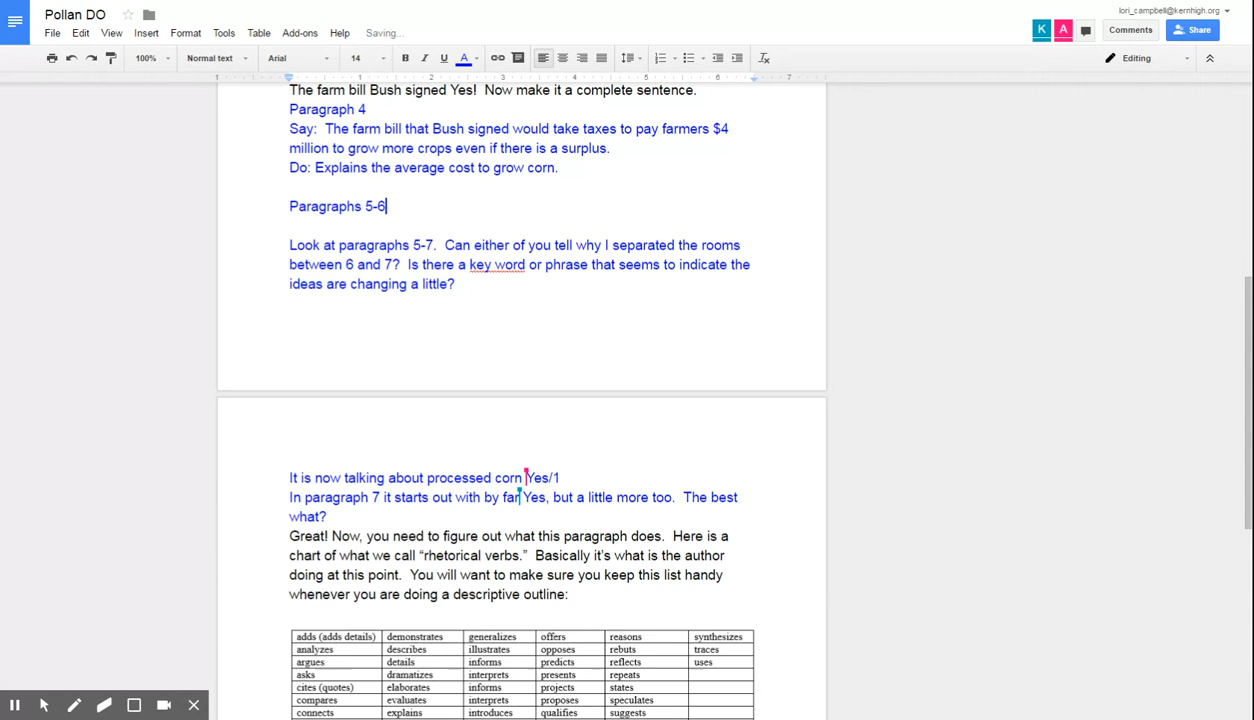 Pollan DO
lori_campbell@kernhigh.org
File Edit View Insert Format Tools Table Add-ons Help Saving...
K A Comments Share
100% Normal text Arial 14 B I U A Editing
1 1 2 3 4 5 6 7
The farm bill Bush signed Yes! Now make it a complete sentence.
Paragraph 4
Say: The farm bill that Bush signed would take taxes to pay farmers $4
million to grow more crops even if there is a surplus.
Do: Explains the average cost to grow corn.
Paragraphs 5-6
Look at paragraphs 5-7. Can either of you tell why I separated the rooms
between 6 and 7? Is there a key word or phrase that seems to indicate the
ideas are changing a little?
It is now talking about processed corn Yes/1
In paragraph 7 it starts out with by far Yes, but a little more too. The best
what?
Great! Now, you need to figure out what this paragraph does. Here is a
chart of what we call “rhetorical verbs.” Basically it’s what is the author
doing at this point. You will want to make sure you keep this list handy
whenever you are doing a descriptive outline:
adds (adds details) demonstrates generalizes offers reasons synthesizes
analyzes describes illustrates opposes rebuts traces
argues details informs predicts reflects uses
asks dramatizes interprets presents repeats
cites (quotes) elaborates informs projects states
compares evaluates interprets proposes speculates
connects explains introduces qualifies suggests